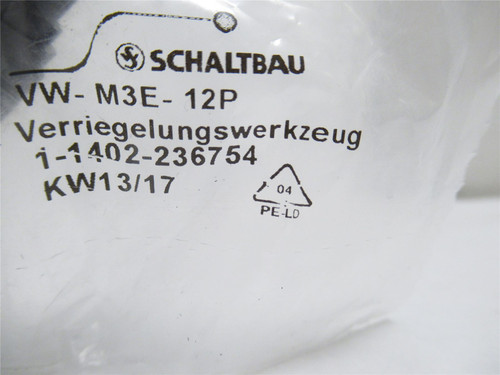 SCHALTBAU
VW- M3E- 12P
Verriegelungswerkzeug
1-1402-236754
KW13/17
04
PE-LD